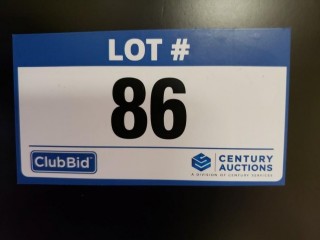 LOT #
86
ClubBid
CENTURY
AUCTIONS
A DIVISION OF CENTURY SERVICES